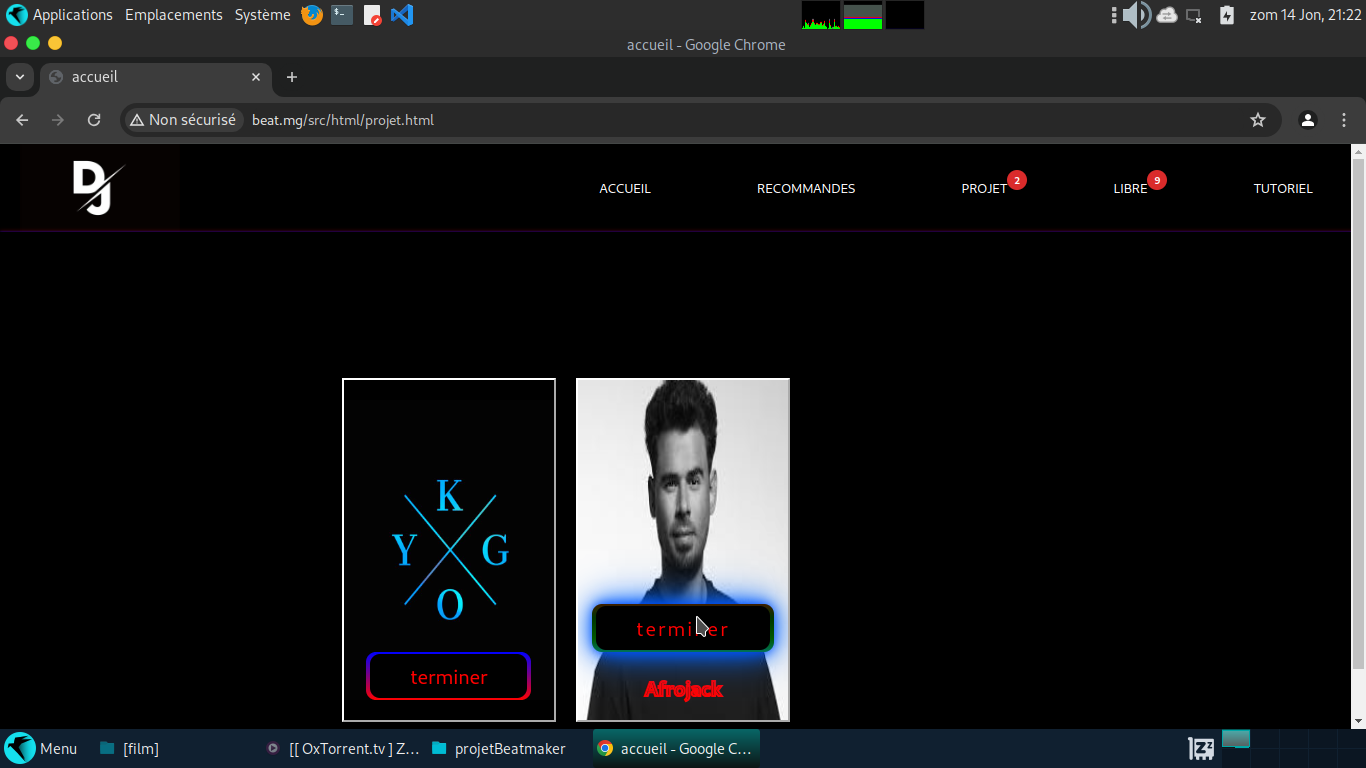 Applications Emplacements Système zom 14 Jon, 21:22
accueil - Google Chrome
accueil
Non sécurisé beat.mg/src/html/projet.html
DJ ACCUEIL RECOMMANDES PROJET 2 LIBRE 9 TUTORIEL
K
Y G
O
terminer
terminer
Afrojack
Menu [film] [[ OxTorrent.tv ] Z... projetBeatmaker accueil - Google C...